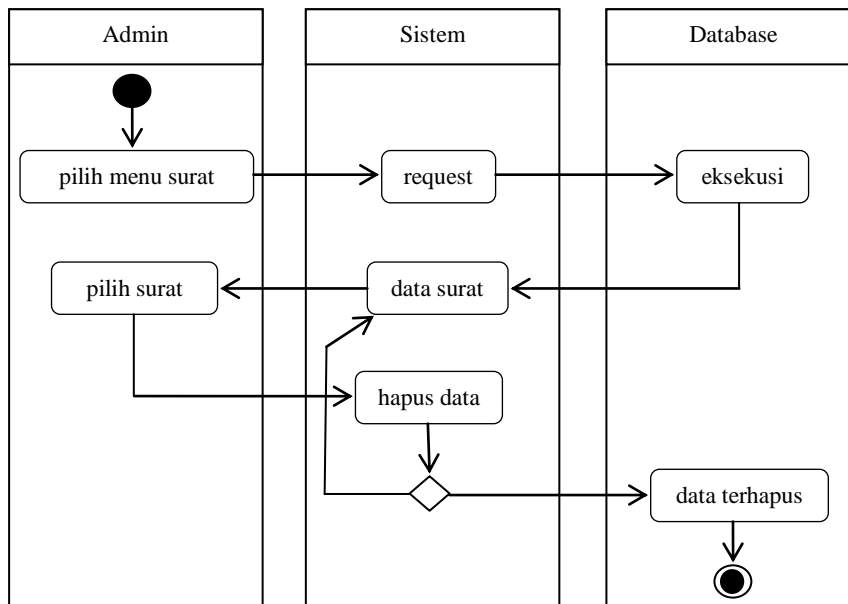 Admin
Sistem
Database
pilih menu surat
request
eksekusi
pilih surat
data surat
hapus data
data terhapus